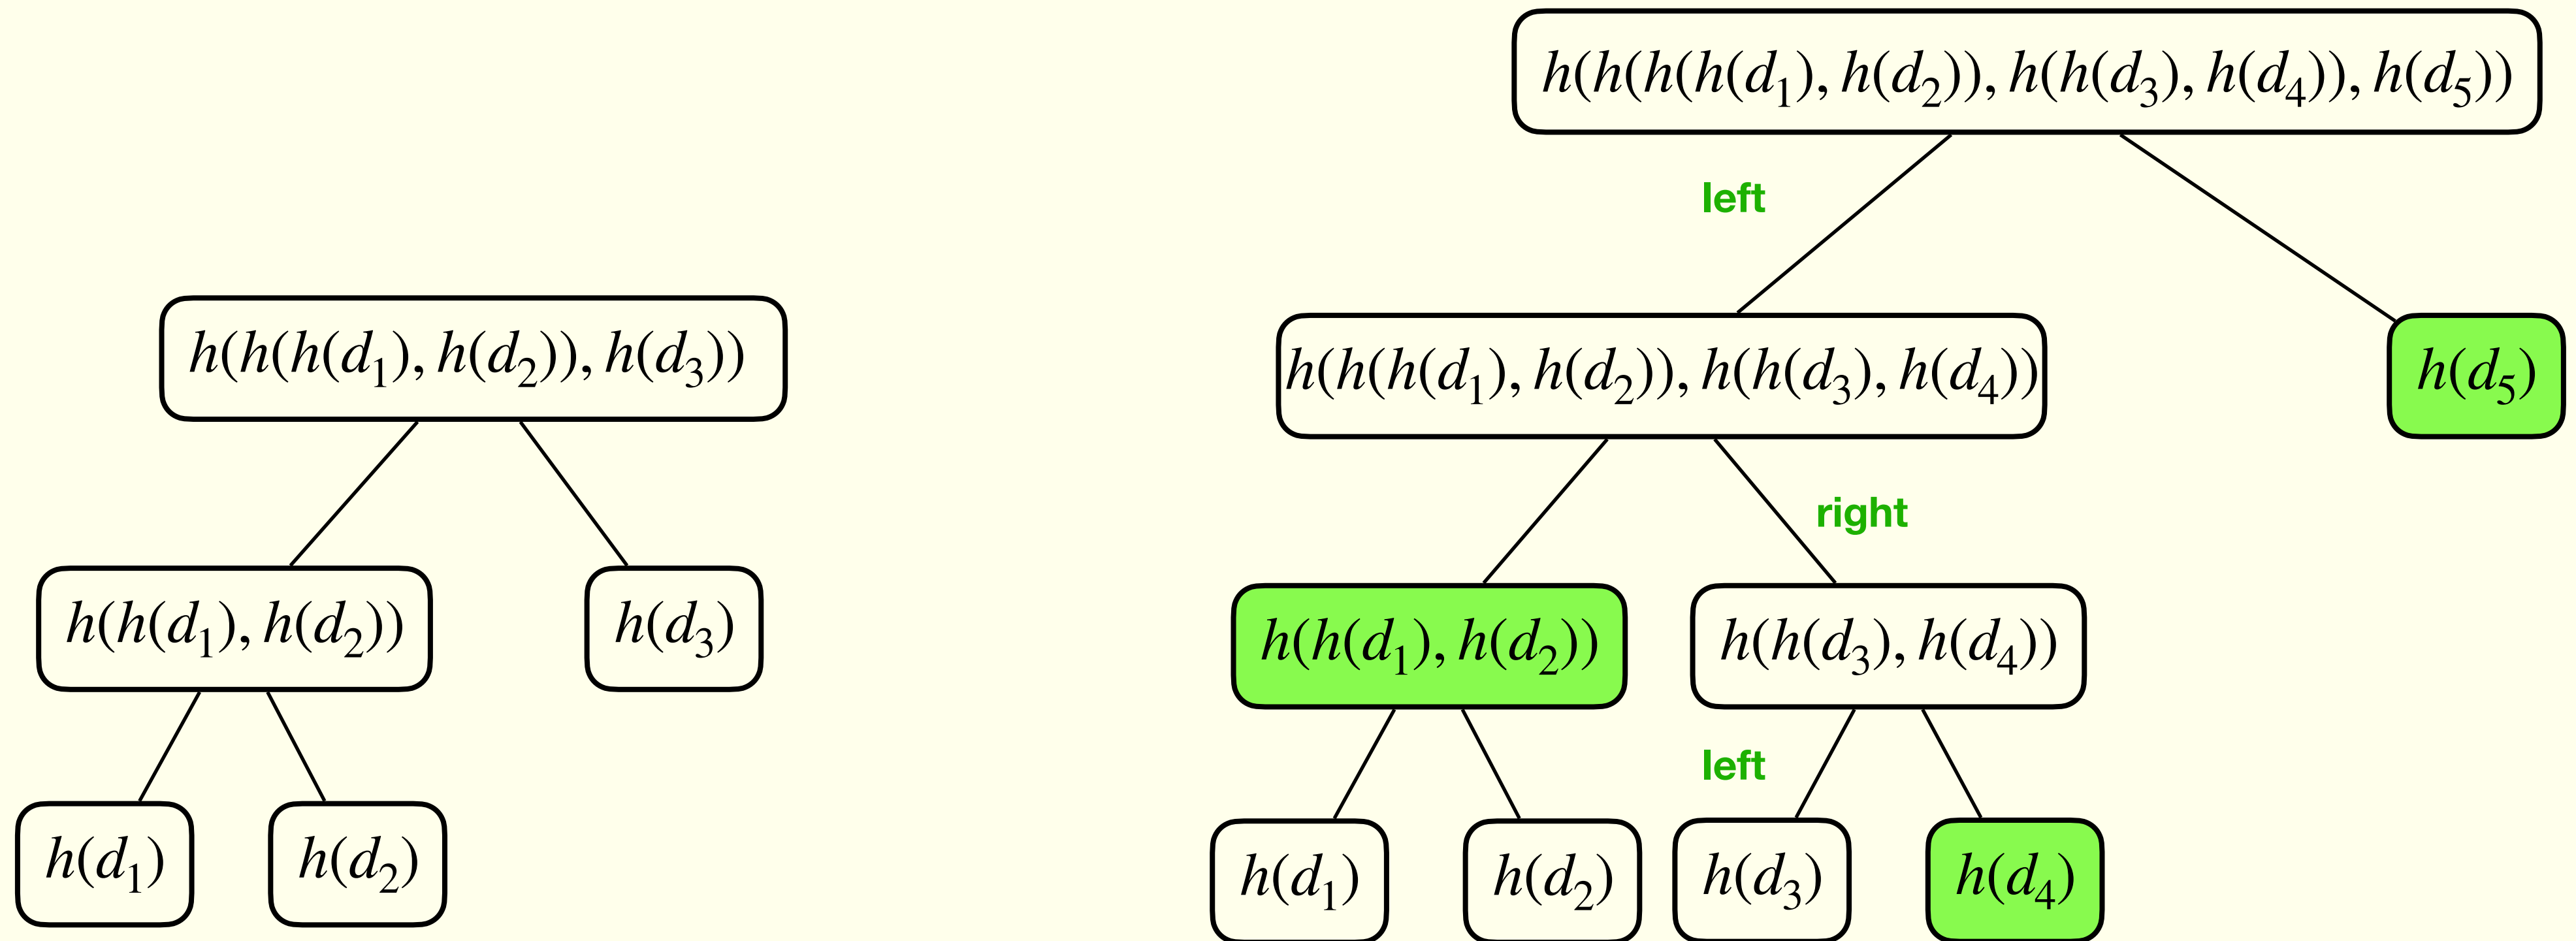 h(h(h(h(d₁), h(d₂)), h(h(d₃), h(d₄)), h(d₅))
left
h(h(h(d₁), h(d₂)), h(d₃))
h(h(h(d₁), h(d₂)), h(h(d₃), h(d₄))
h(d₅)
right
h(h(d₁), h(d₂))
h(d₃)
h(h(d₁), h(d₂))
h(h(d₃), h(d₄))
left
h(d₁)
h(d₂)
h(d₁)
h(d₂)
h(d₃)
h(d₄)